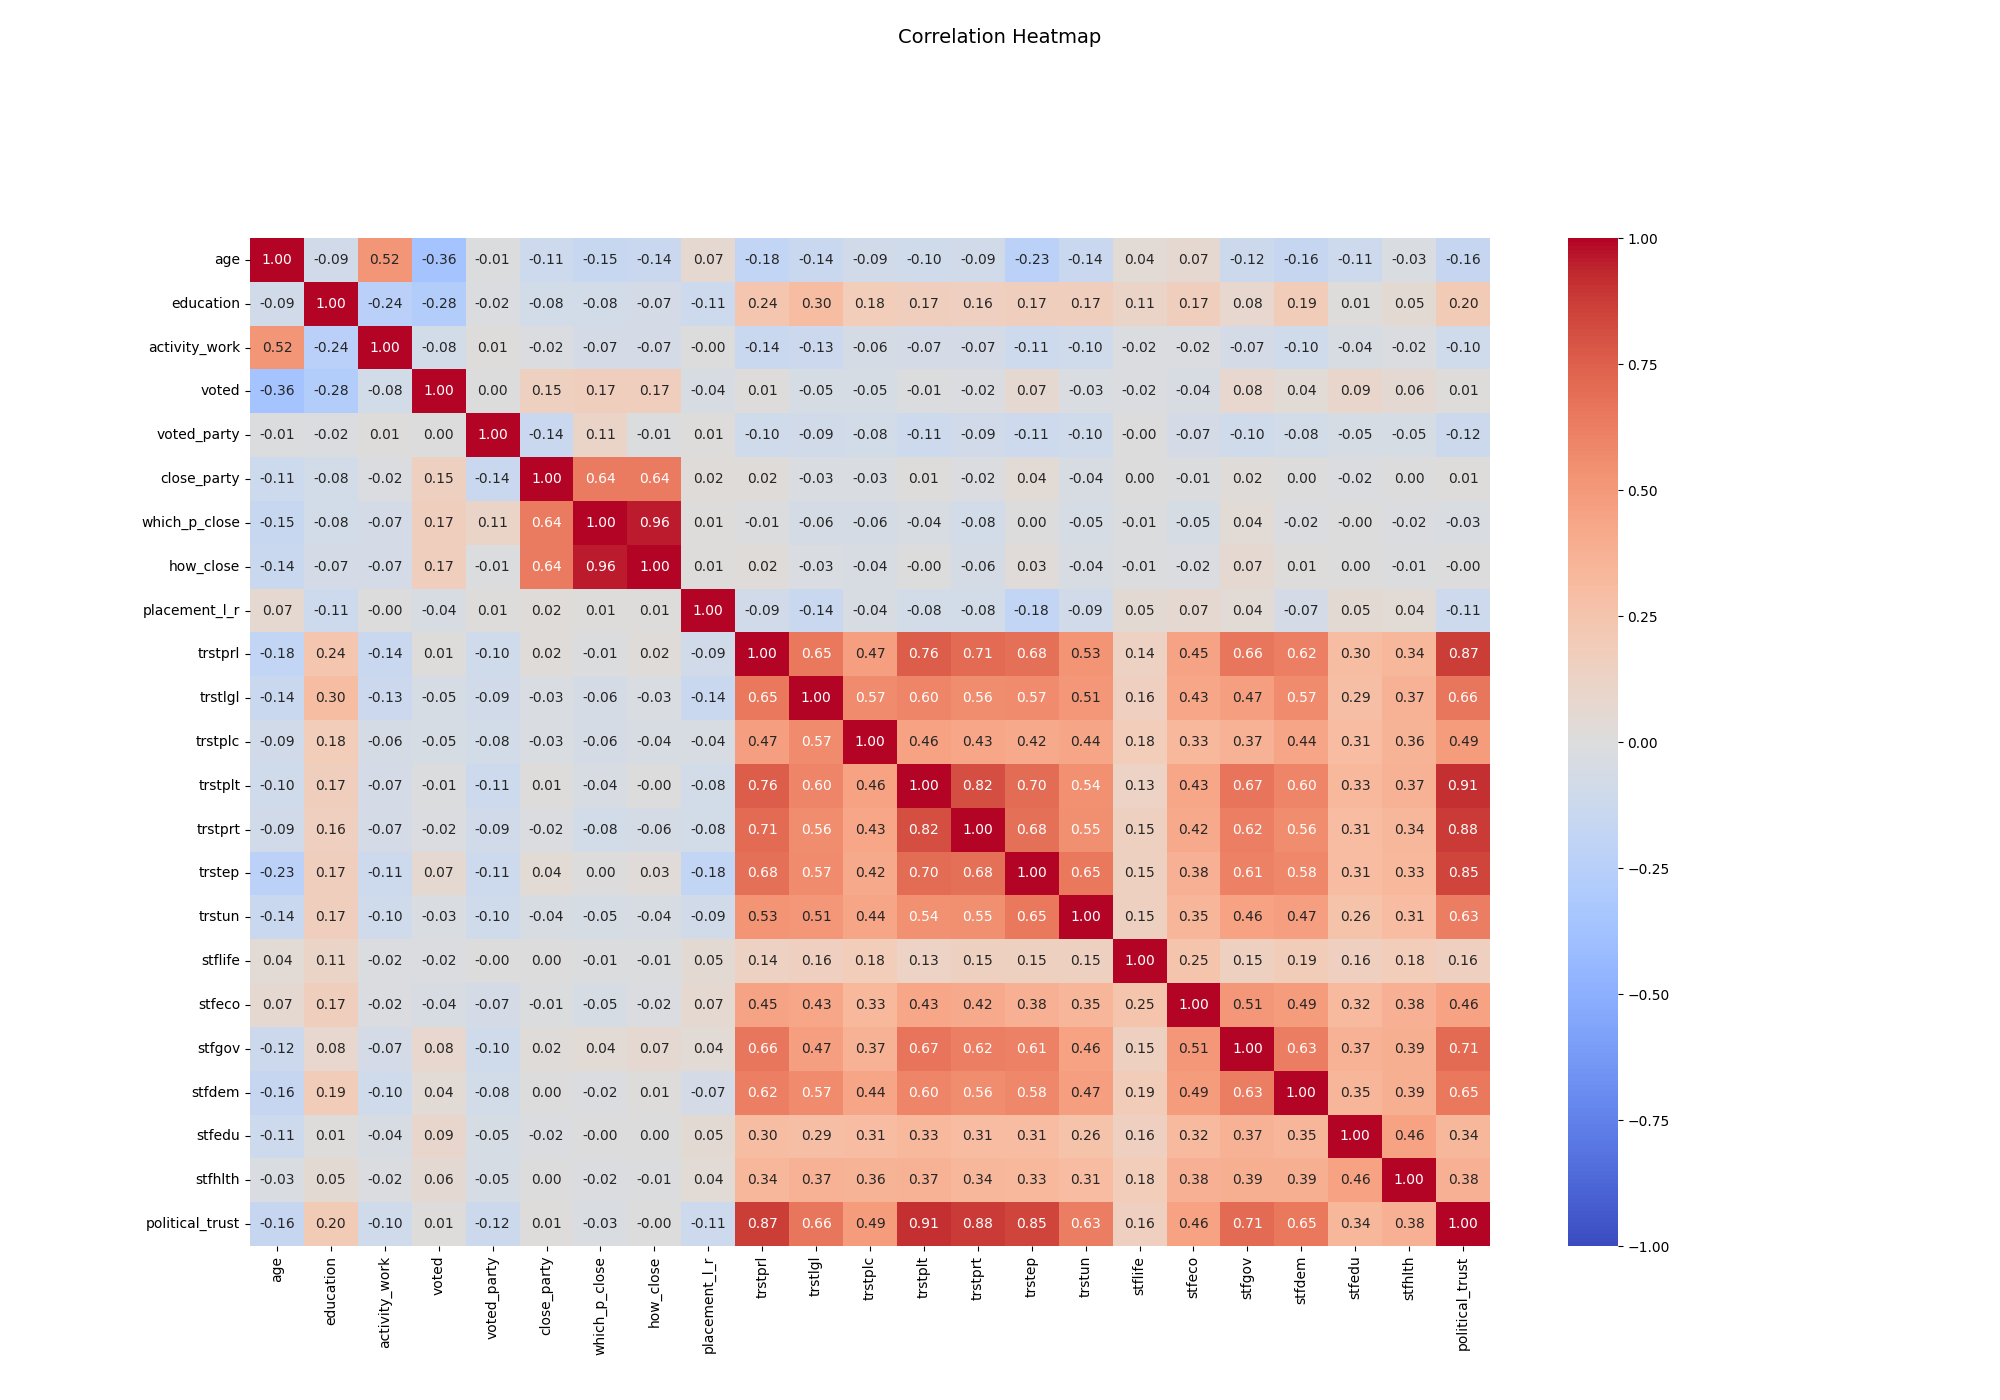 Correlation Heatmap
age 1.00 -0.09 0.52 -0.36 -0.01 -0.11 -0.15 -0.14 0.07 -0.18 -0.14 -0.09 -0.10 -0.09 -0.23 -0.14 0.04 0.07 -0.12 -0.16 -0.11 -0.03 -0.16 1.00
education -0.09 1.00 -0.24 -0.28 -0.02 -0.08 -0.08 -0.07 -0.11 0.24 0.30 0.18 0.17 0.16 0.17 0.17 0.11 0.17 0.08 0.19 0.01 0.05 0.20
activity_work 0.52 -0.24 1.00 -0.08 0.01 -0.02 -0.07 -0.07 -0.00 -0.14 -0.13 -0.06 -0.07 -0.07 -0.11 -0.10 -0.02 -0.02 -0.07 -0.10 -0.04 -0.02 -0.10 0.75
voted -0.36 -0.28 -0.08 1.00 0.00 0.15 0.17 0.17 -0.04 0.01 -0.05 -0.05 -0.01 -0.02 0.07 -0.03 -0.02 -0.04 0.08 0.04 0.09 0.06 0.01
voted_party -0.01 -0.02 0.01 0.00 1.00 -0.14 0.11 -0.01 0.01 -0.10 -0.09 -0.08 -0.11 -0.09 -0.11 -0.10 -0.00 -0.07 -0.10 -0.08 -0.05 -0.05 -0.12
close_party -0.11 -0.08 -0.02 0.15 -0.14 1.00 0.64 0.64 0.02 0.02 -0.03 -0.03 0.01 -0.02 0.04 -0.04 0.00 -0.01 0.02 0.00 -0.02 0.00 0.01 0.50
which_p_close -0.15 -0.08 -0.07 0.17 0.11 0.64 1.00 0.96 0.01 -0.01 -0.06 -0.06 -0.04 -0.08 0.00 -0.05 -0.01 -0.05 0.04 -0.02 -0.00 -0.02 -0.03
how_close -0.14 -0.07 -0.07 0.17 -0.01 0.64 0.96 1.00 0.01 0.02 -0.03 -0.04 -0.00 -0.06 0.03 -0.04 -0.01 -0.02 0.07 0.01 0.00 -0.01 -0.00
placement_l_r 0.07 -0.11 -0.00 -0.04 0.01 0.02 0.01 0.01 1.00 -0.09 -0.14 -0.04 -0.08 -0.08 -0.18 -0.09 0.05 0.07 0.04 -0.07 0.05 0.04 -0.11 0.25
trstprl -0.18 0.24 -0.14 0.01 -0.10 0.02 -0.01 0.02 -0.09 1.00 0.65 0.47 0.76 0.71 0.68 0.53 0.14 0.45 0.66 0.62 0.30 0.34 0.87
trstlgl -0.14 0.30 -0.13 -0.05 -0.09 -0.03 -0.06 -0.03 -0.14 0.65 1.00 0.57 0.60 0.56 0.57 0.51 0.16 0.43 0.47 0.57 0.29 0.37 0.66
trstplc -0.09 0.18 -0.06 -0.05 -0.08 -0.03 -0.06 -0.04 -0.04 0.47 0.57 1.00 0.46 0.43 0.42 0.44 0.18 0.33 0.37 0.44 0.31 0.36 0.49 0.00
trstplt -0.10 0.17 -0.07 -0.01 -0.11 0.01 -0.04 -0.00 -0.08 0.76 0.60 0.46 1.00 0.82 0.70 0.54 0.13 0.43 0.67 0.60 0.33 0.37 0.91
trstprt -0.09 0.16 -0.07 -0.02 -0.09 -0.02 -0.08 -0.06 -0.08 0.71 0.56 0.43 0.82 1.00 0.68 0.55 0.15 0.42 0.62 0.56 0.31 0.34 0.88
trstep -0.23 0.17 -0.11 0.07 -0.11 0.04 0.00 0.03 -0.18 0.68 0.57 0.42 0.70 0.68 1.00 0.65 0.15 0.38 0.61 0.58 0.31 0.33 0.85 −0.25
trstun -0.14 0.17 -0.10 -0.03 -0.10 -0.04 -0.05 -0.04 -0.09 0.53 0.51 0.44 0.54 0.55 0.65 1.00 0.15 0.35 0.46 0.47 0.26 0.31 0.63
stflife 0.04 0.11 -0.02 -0.02 -0.00 0.00 -0.01 -0.01 0.05 0.14 0.16 0.18 0.13 0.15 0.15 0.15 1.00 0.25 0.15 0.19 0.16 0.18 0.16
stfeco 0.07 0.17 -0.02 -0.04 -0.07 -0.01 -0.05 -0.02 0.07 0.45 0.43 0.33 0.43 0.42 0.38 0.35 0.25 1.00 0.51 0.49 0.32 0.38 0.46 −0.50
stfgov -0.12 0.08 -0.07 0.08 -0.10 0.02 0.04 0.07 0.04 0.66 0.47 0.37 0.67 0.62 0.61 0.46 0.15 0.51 1.00 0.63 0.37 0.39 0.71
stfdem -0.16 0.19 -0.10 0.04 -0.08 0.00 -0.02 0.01 -0.07 0.62 0.57 0.44 0.60 0.56 0.58 0.47 0.19 0.49 0.63 1.00 0.35 0.39 0.65
stfedu -0.11 0.01 -0.04 0.09 -0.05 -0.02 -0.00 0.00 0.05 0.30 0.29 0.31 0.33 0.31 0.31 0.26 0.16 0.32 0.37 0.35 1.00 0.46 0.34 −0.75
stfhlth -0.03 0.05 -0.02 0.06 -0.05 0.00 -0.02 -0.01 0.04 0.34 0.37 0.36 0.37 0.34 0.33 0.31 0.18 0.38 0.39 0.39 0.46 1.00 0.38
political_trust -0.16 0.20 -0.10 0.01 -0.12 0.01 -0.03 -0.00 -0.11 0.87 0.66 0.49 0.91 0.88 0.85 0.63 0.16 0.46 0.71 0.65 0.34 0.38 1.00
−1.00
age education activity_work voted voted_party close_party which_p_close how_close placement_l_r trstprl trstlgl trstplc trstplt trstprt trstep trstun stflife stfeco stfgov stfdem stfedu stfhlth political_trust